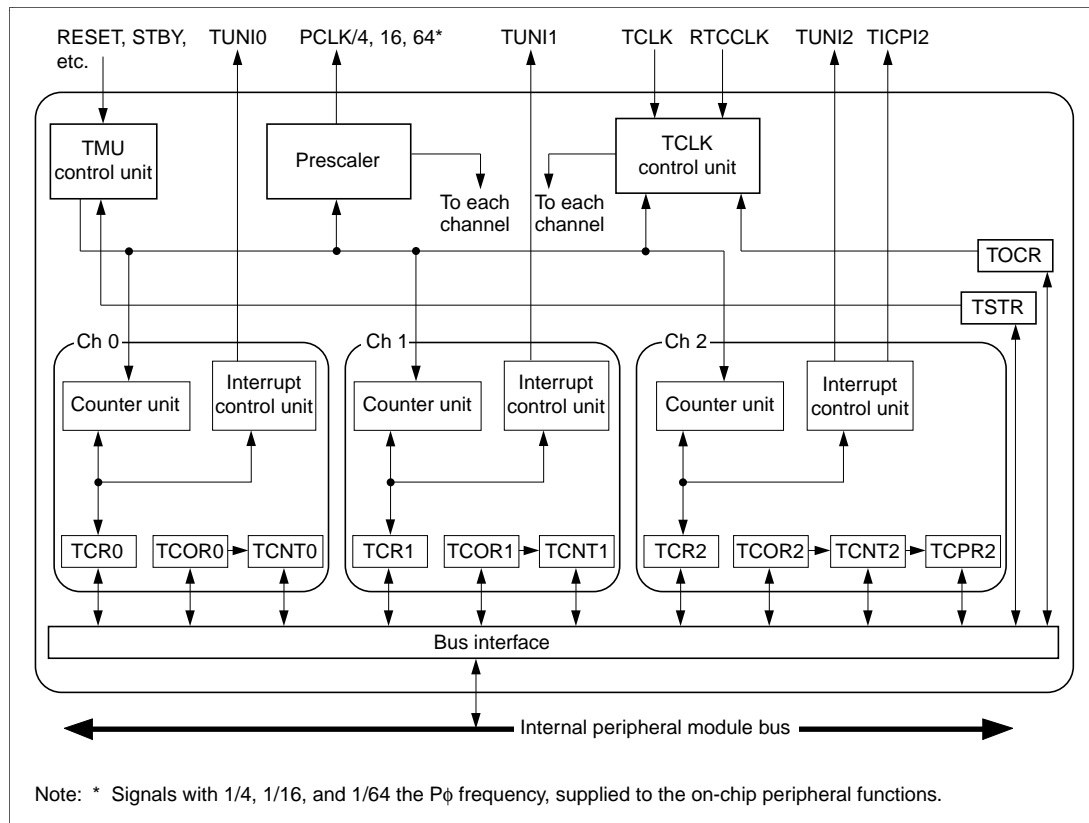 RESET, STBY,
etc.
TUNI0
PCLK/4, 16, 64*
TUNI1
TCLK
RTCCLK
TUNI2
TICPI2
TMU
control unit
Prescaler
To each
channel
To each
channel
TCLK
control unit
TOCR
TSTR
Ch 0
Counter unit
Interrupt
control unit
TCR0
TCOR0
TCNT0
Ch 1
Counter unit
Interrupt
control unit
TCR1
TCOR1
TCNT1
Ch 2
Counter unit
Interrupt
control unit
TCR2
TCOR2
TCNT2
TCPR2
Bus interface
Internal peripheral module bus
Note: * Signals with 1/4, 1/16, and 1/64 the Pϕ frequency, supplied to the on-chip peripheral functions.